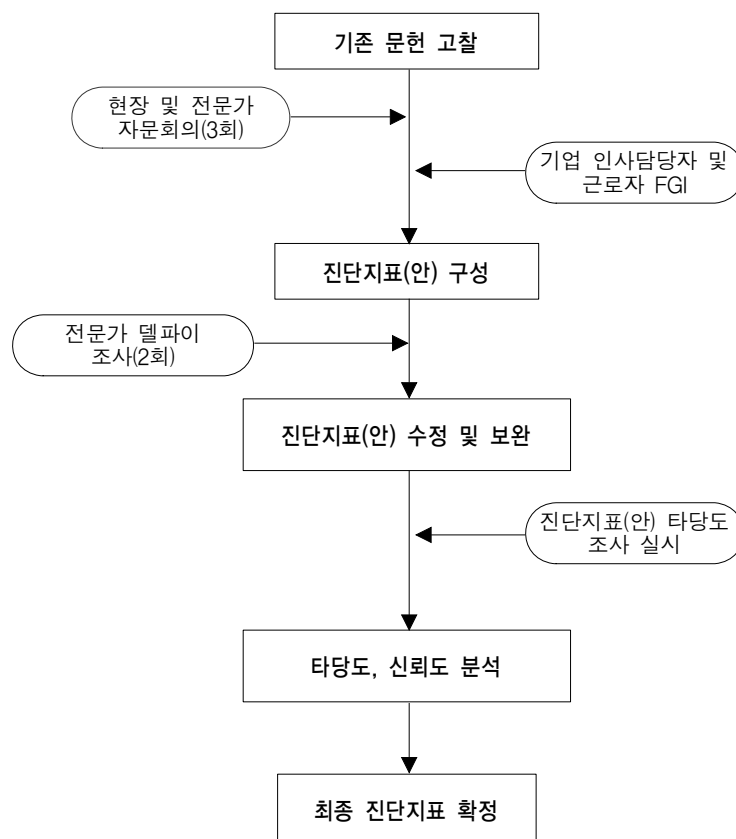 기존 문헌 고찰
현장 및 전문가
자문회의(3회)
기업 인사담당자 및
근로자 FGI
진단지표(안) 구성
전문가 델파이
조사(2회)
진단지표(안) 수정 및 보완
진단지표(안) 타당도
조사 실시
타당도, 신뢰도 분석
최종 진단지표 확정